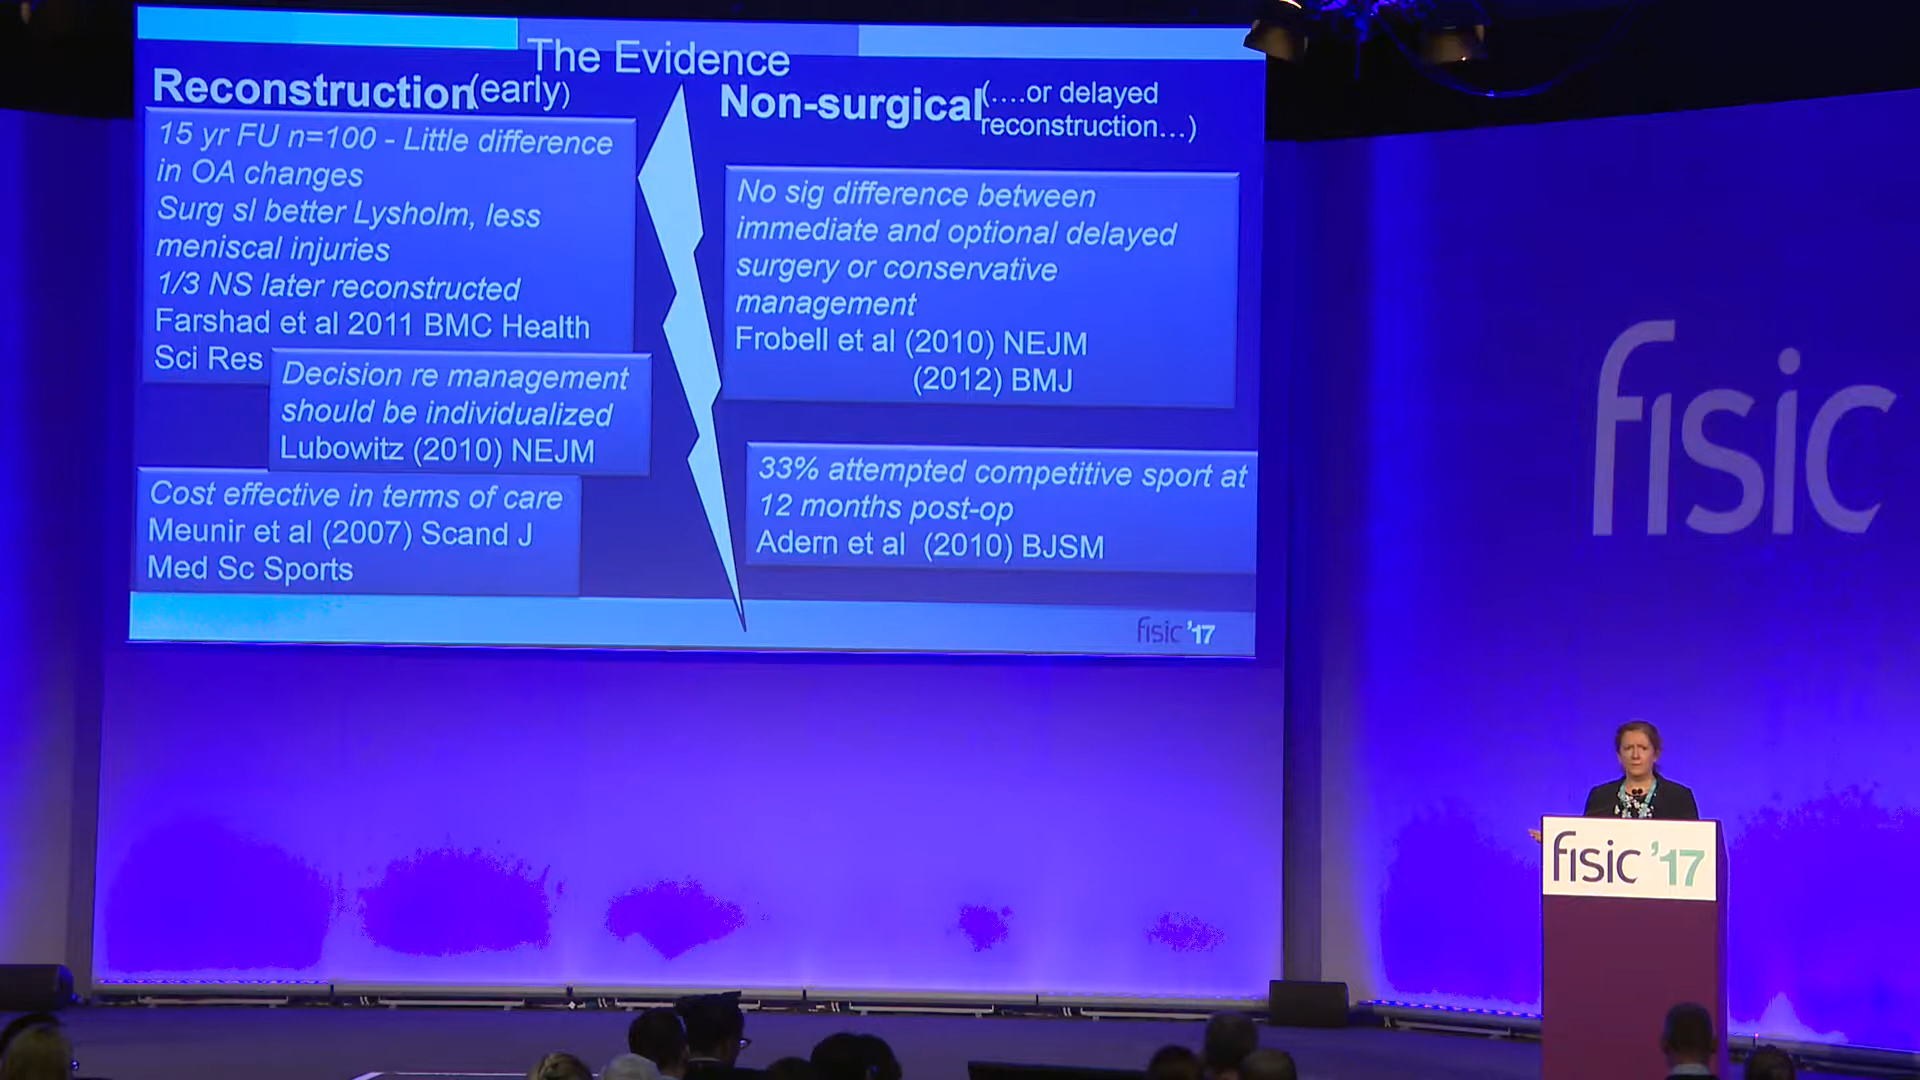 The Evidence
Reconstruction(early)
15 yr FU n=100 - Little difference
in OA changes
Surg sl better Lysholm, less
meniscal injuries
1/3 NS later reconstructed
Farshad et al 2011 BMC Health
Sci Res
Decision re management
should be individualized
Lubowitz (2010) NEJM
Cost effective in terms of care
Meunir et al (2007) Scand J
Med Sc Sports
Non-surgical(....or delayed
reconstruction...)
No sig difference between
immediate and optional delayed
surgery or conservative
management
Frobell et al (2010) NEJM
(2012) BMJ
33% attempted competitive sport at
12 months post-op
Adern et al (2010) BJSM
fisic '17
fisic
fisic '17